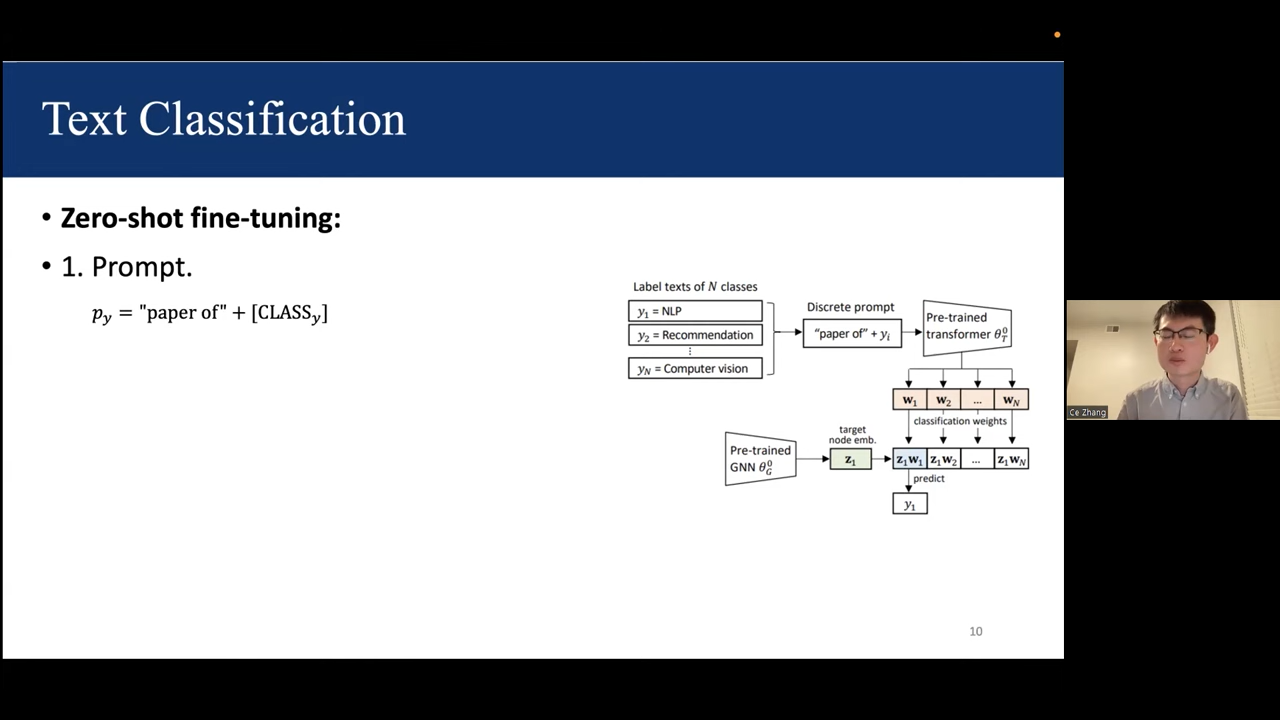 Text Classification
• Zero-shot fine-tuning:
• 1. Prompt.
p_y = "paper of" + [CLASS_y]
Label texts of N classes
y_1 = NLP
y_2 = Recommendation
⋮
y_N = Computer vision
Discrete prompt
"paper of" + y_i
Pre-trained
transformer θ_T^0
w_1 w_2 ... w_N
classification weights
Pre-trained
GNN θ_G^0
target
node emb.
z_1
z_1w_1 z_1w_2 ... z_1w_N
predict
y_1
10
Ce Zhang